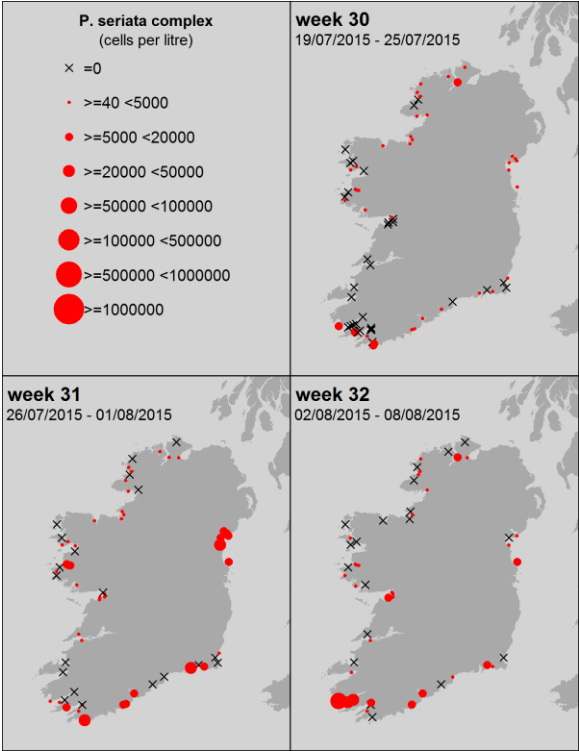 P. seriata complex
(cells per litre)
=0
>=40 <5000
>=5000 <20000
>=20000 <50000
>=50000 <100000
>=100000 <500000
>=500000 <1000000
>=1000000
week 30
19/07/2015 - 25/07/2015
week 31
26/07/2015 - 01/08/2015
week 32
02/08/2015 - 08/08/2015